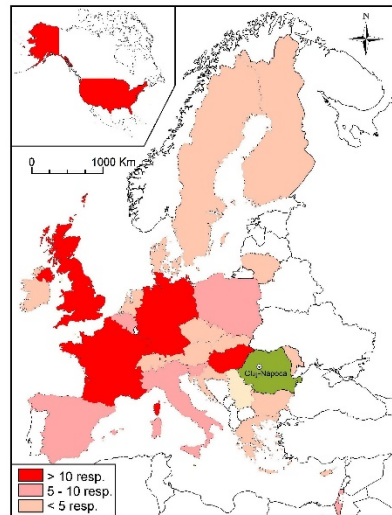 N
1000 Km
0
Cluj-Napoca
> 10 resp.
5 - 10 resp.
< 5 resp.